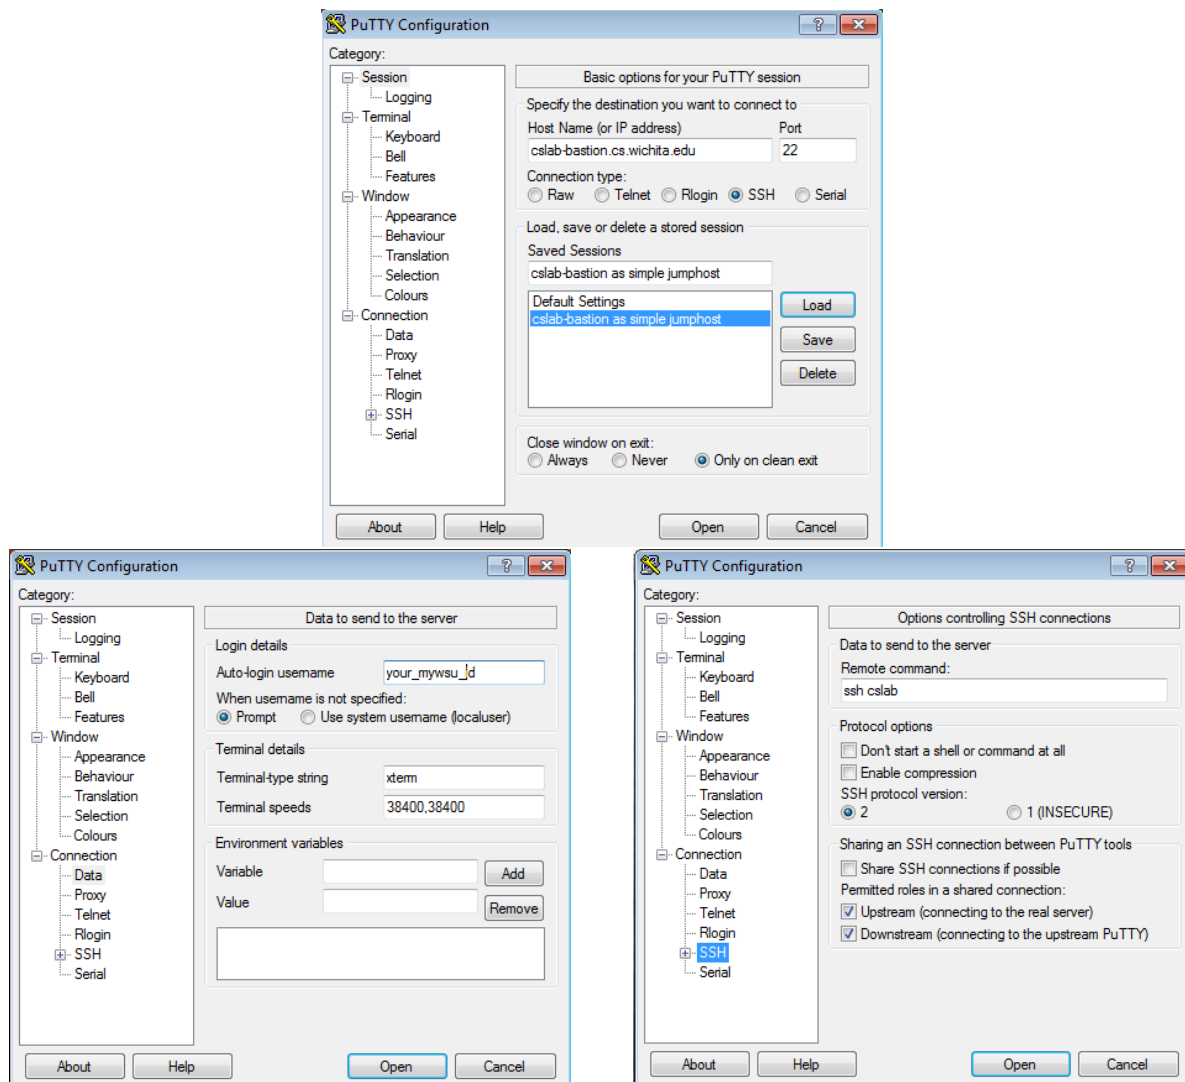 PuTTY Configuration
Category:
Session
Logging
Terminal
Keyboard
Bell
Features
Window
Appearance
Behaviour
Translation
Selection
Colours
Connection
Data
Proxy
Telnet
Rlogin
SSH
Serial
Basic options for your PuTTY session
Specify the destination you want to connect to
Host Name (or IP address) Port
cslab-bastion.cs.wichita.edu 22
Connection type:
Raw Telnet Rlogin SSH Serial
Load, save or delete a stored session
Saved Sessions
cslab-bastion as simple jumphost
Default Settings
cslab-bastion as simple jumphost
Load
Save
Delete
Close window on exit:
Always Never Only on clean exit
About Help Open Cancel
PuTTY Configuration
Category:
Session
Logging
Terminal
Keyboard
Bell
Features
Window
Appearance
Behaviour
Translation
Selection
Colours
Connection
Data
Proxy
Telnet
Rlogin
SSH
Serial
Data to send to the server
Login details
Auto-login username your_mywsu_id
When username is not specified:
Prompt Use system username (localuser)
Terminal details
Terminal-type string xterm
Terminal speeds 38400,38400
Environment variables
Variable Add
Value Remove
About Help Open Cancel
PuTTY Configuration
Category:
Session
Logging
Terminal
Keyboard
Bell
Features
Window
Appearance
Behaviour
Translation
Selection
Colours
Connection
Data
Proxy
Telnet
Rlogin
SSH
Serial
Options controlling SSH connections
Data to send to the server
Remote command:
ssh cslab
Protocol options
Don't start a shell or command at all
Enable compression
SSH protocol version:
2 1 (INSECURE)
Sharing an SSH connection between PuTTY tools
Share SSH connections if possible
Permitted roles in a shared connection:
Upstream (connecting to the real server)
Downstream (connecting to the upstream PuTTY)
About Help Open Cancel